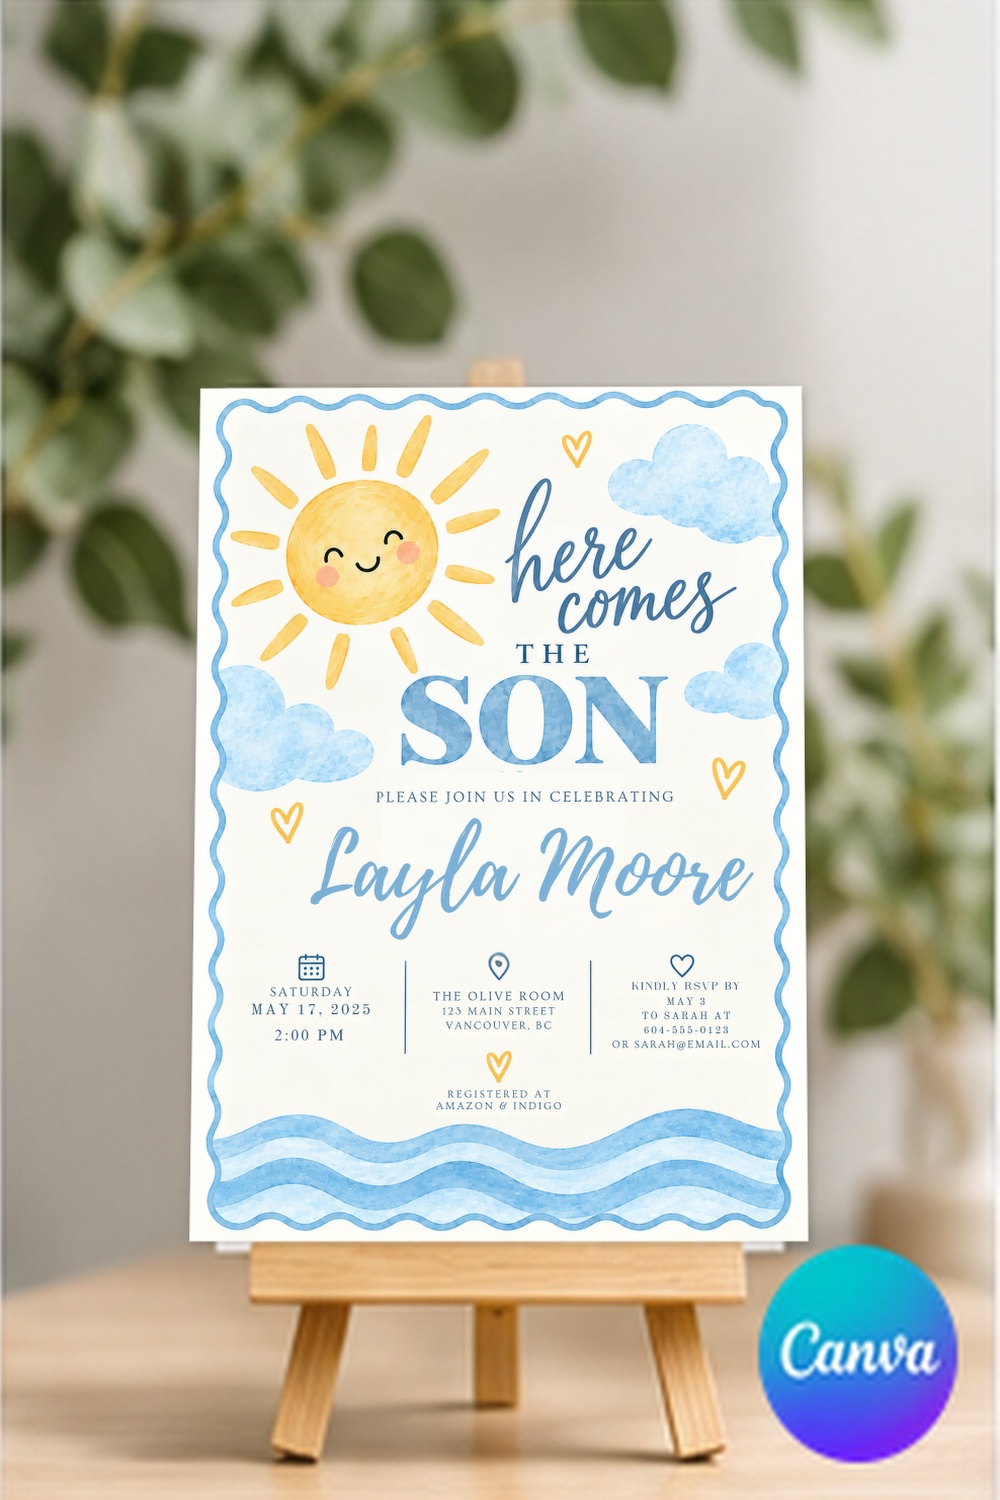 here
comes
THE
SON
PLEASE JOIN US IN CELEBRATING
Layla Moore
SATURDAY
MAY 17, 2025
2:00 PM
THE OLIVE ROOM
123 MAIN STREET
VANCOUVER, BC
KINDLY RSVP BY
MAY 3
TO SARAH AT
604-555-0123
OR SARAH@EMAIL.COM
REGISTERED AT
AMAZON & INDIGO
Canva